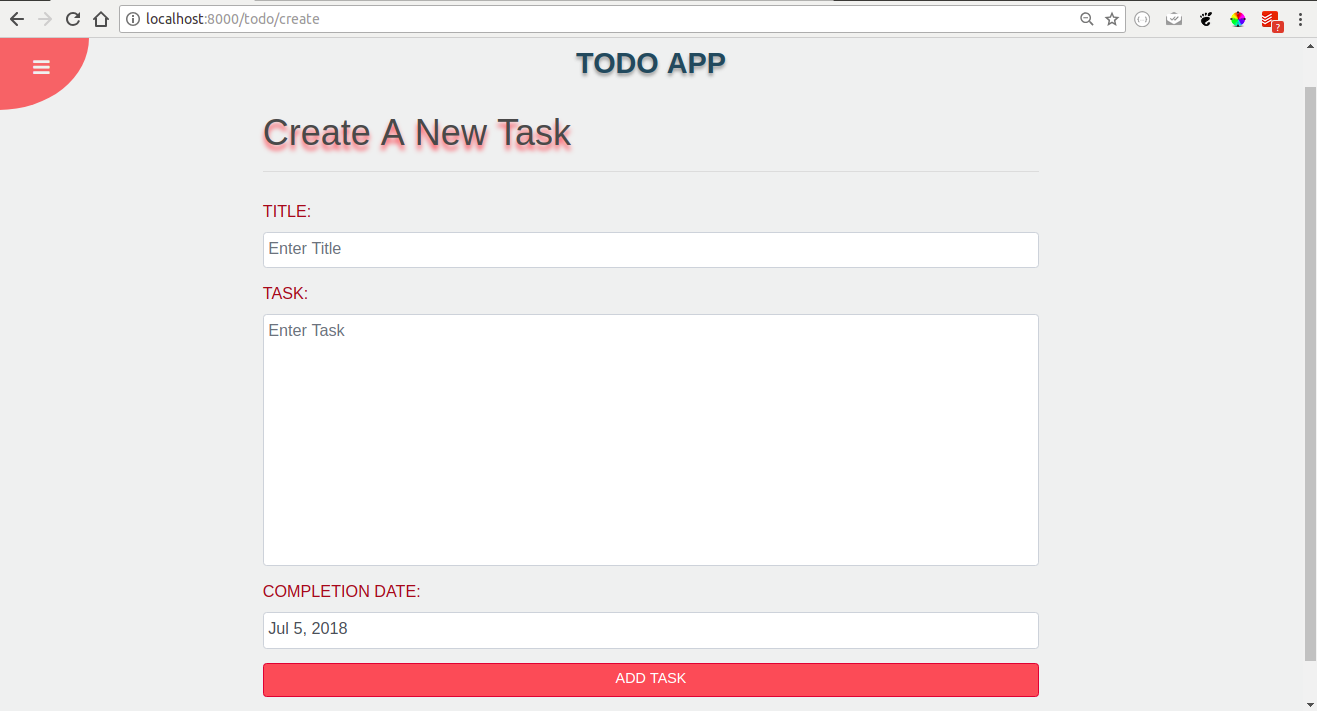 localhost:8000/todo/create
TODO APP
Create A New Task
TITLE:
Enter Title
TASK:
Enter Task
COMPLETION DATE:
Jul 5, 2018
ADD TASK